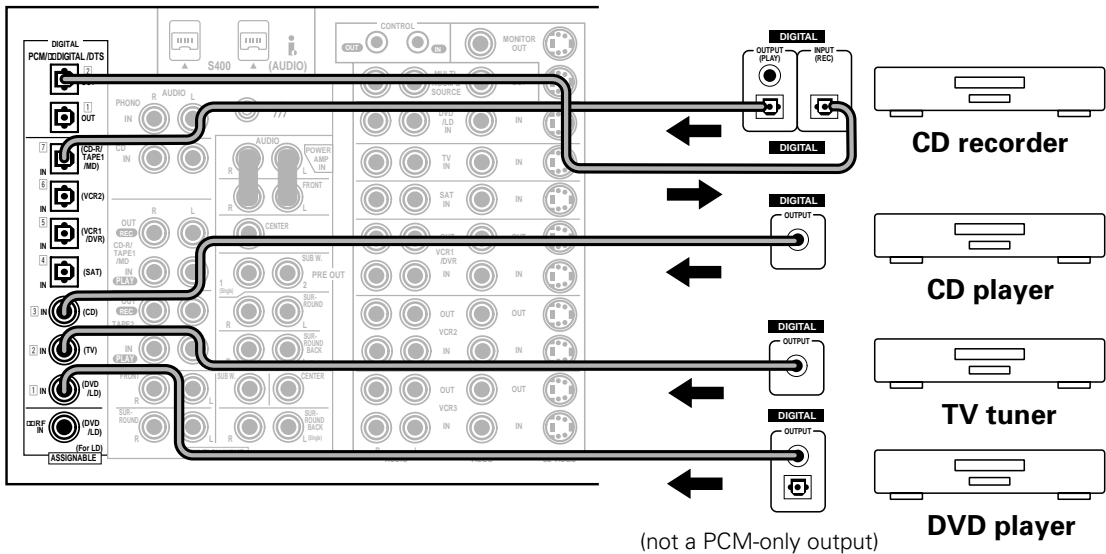 DIGITAL
PCM/DIGITAL/DTS
2
OUT
1
OUT
7
IN
(CD-R/
TAPE1
/MD)
6
IN
(VCR2)
5
IN
(VCR1
/DVR)
4
IN
(SAT)
3 IN
(CD)
2 IN
(TV)
1 IN
(DVD
/LD)
RF
IN
(DVD
/LD)
(For LD)
ASSIGNABLE
S400
(AUDIO)
R AUDIO L
PHONO
IN
CD
IN
R L
OUT
REC
CD-R/
TAPE1
/MD
IN
PLAY
OUT
REC
IN
PLAY
FRONT
R L
SUR-
ROUND
R L
AUDIO
POWER
AMP
IN
R L
FRONT
R L
CENTER
SUB W.
1
(Single)
2
PRE OUT
SUR-
ROUND
R L
SUR-
ROUND
BACK
R L
SUB W.
CENTER
SUR-
ROUND
BACK
R L (Single)
CONTROL
OUT
IN
MONITOR
OUT
MULTI
SOURCE
OUT
DVD
/LD
IN
IN
TV
IN
IN
SAT
IN
IN
OUT
OUT
VCR1
/DVR
IN
IN
OUT
OUT
VCR2
IN
IN
OUT
OUT
VCR3
IN
IN
DIGITAL
OUTPUT
(PLAY)
INPUT
(REC)
DIGITAL
CD recorder
DIGITAL
OUTPUT
CD player
DIGITAL
OUTPUT
TV tuner
DIGITAL
OUTPUT
DVD player
(not a PCM-only output)